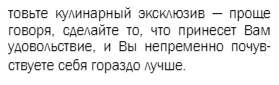 товьте кулинарный эксклюзив — проще
говоря, сделайте то, что принесет Вам
удовольствие, и Вы непременно почув-
ствуете себя гораздо лучше.